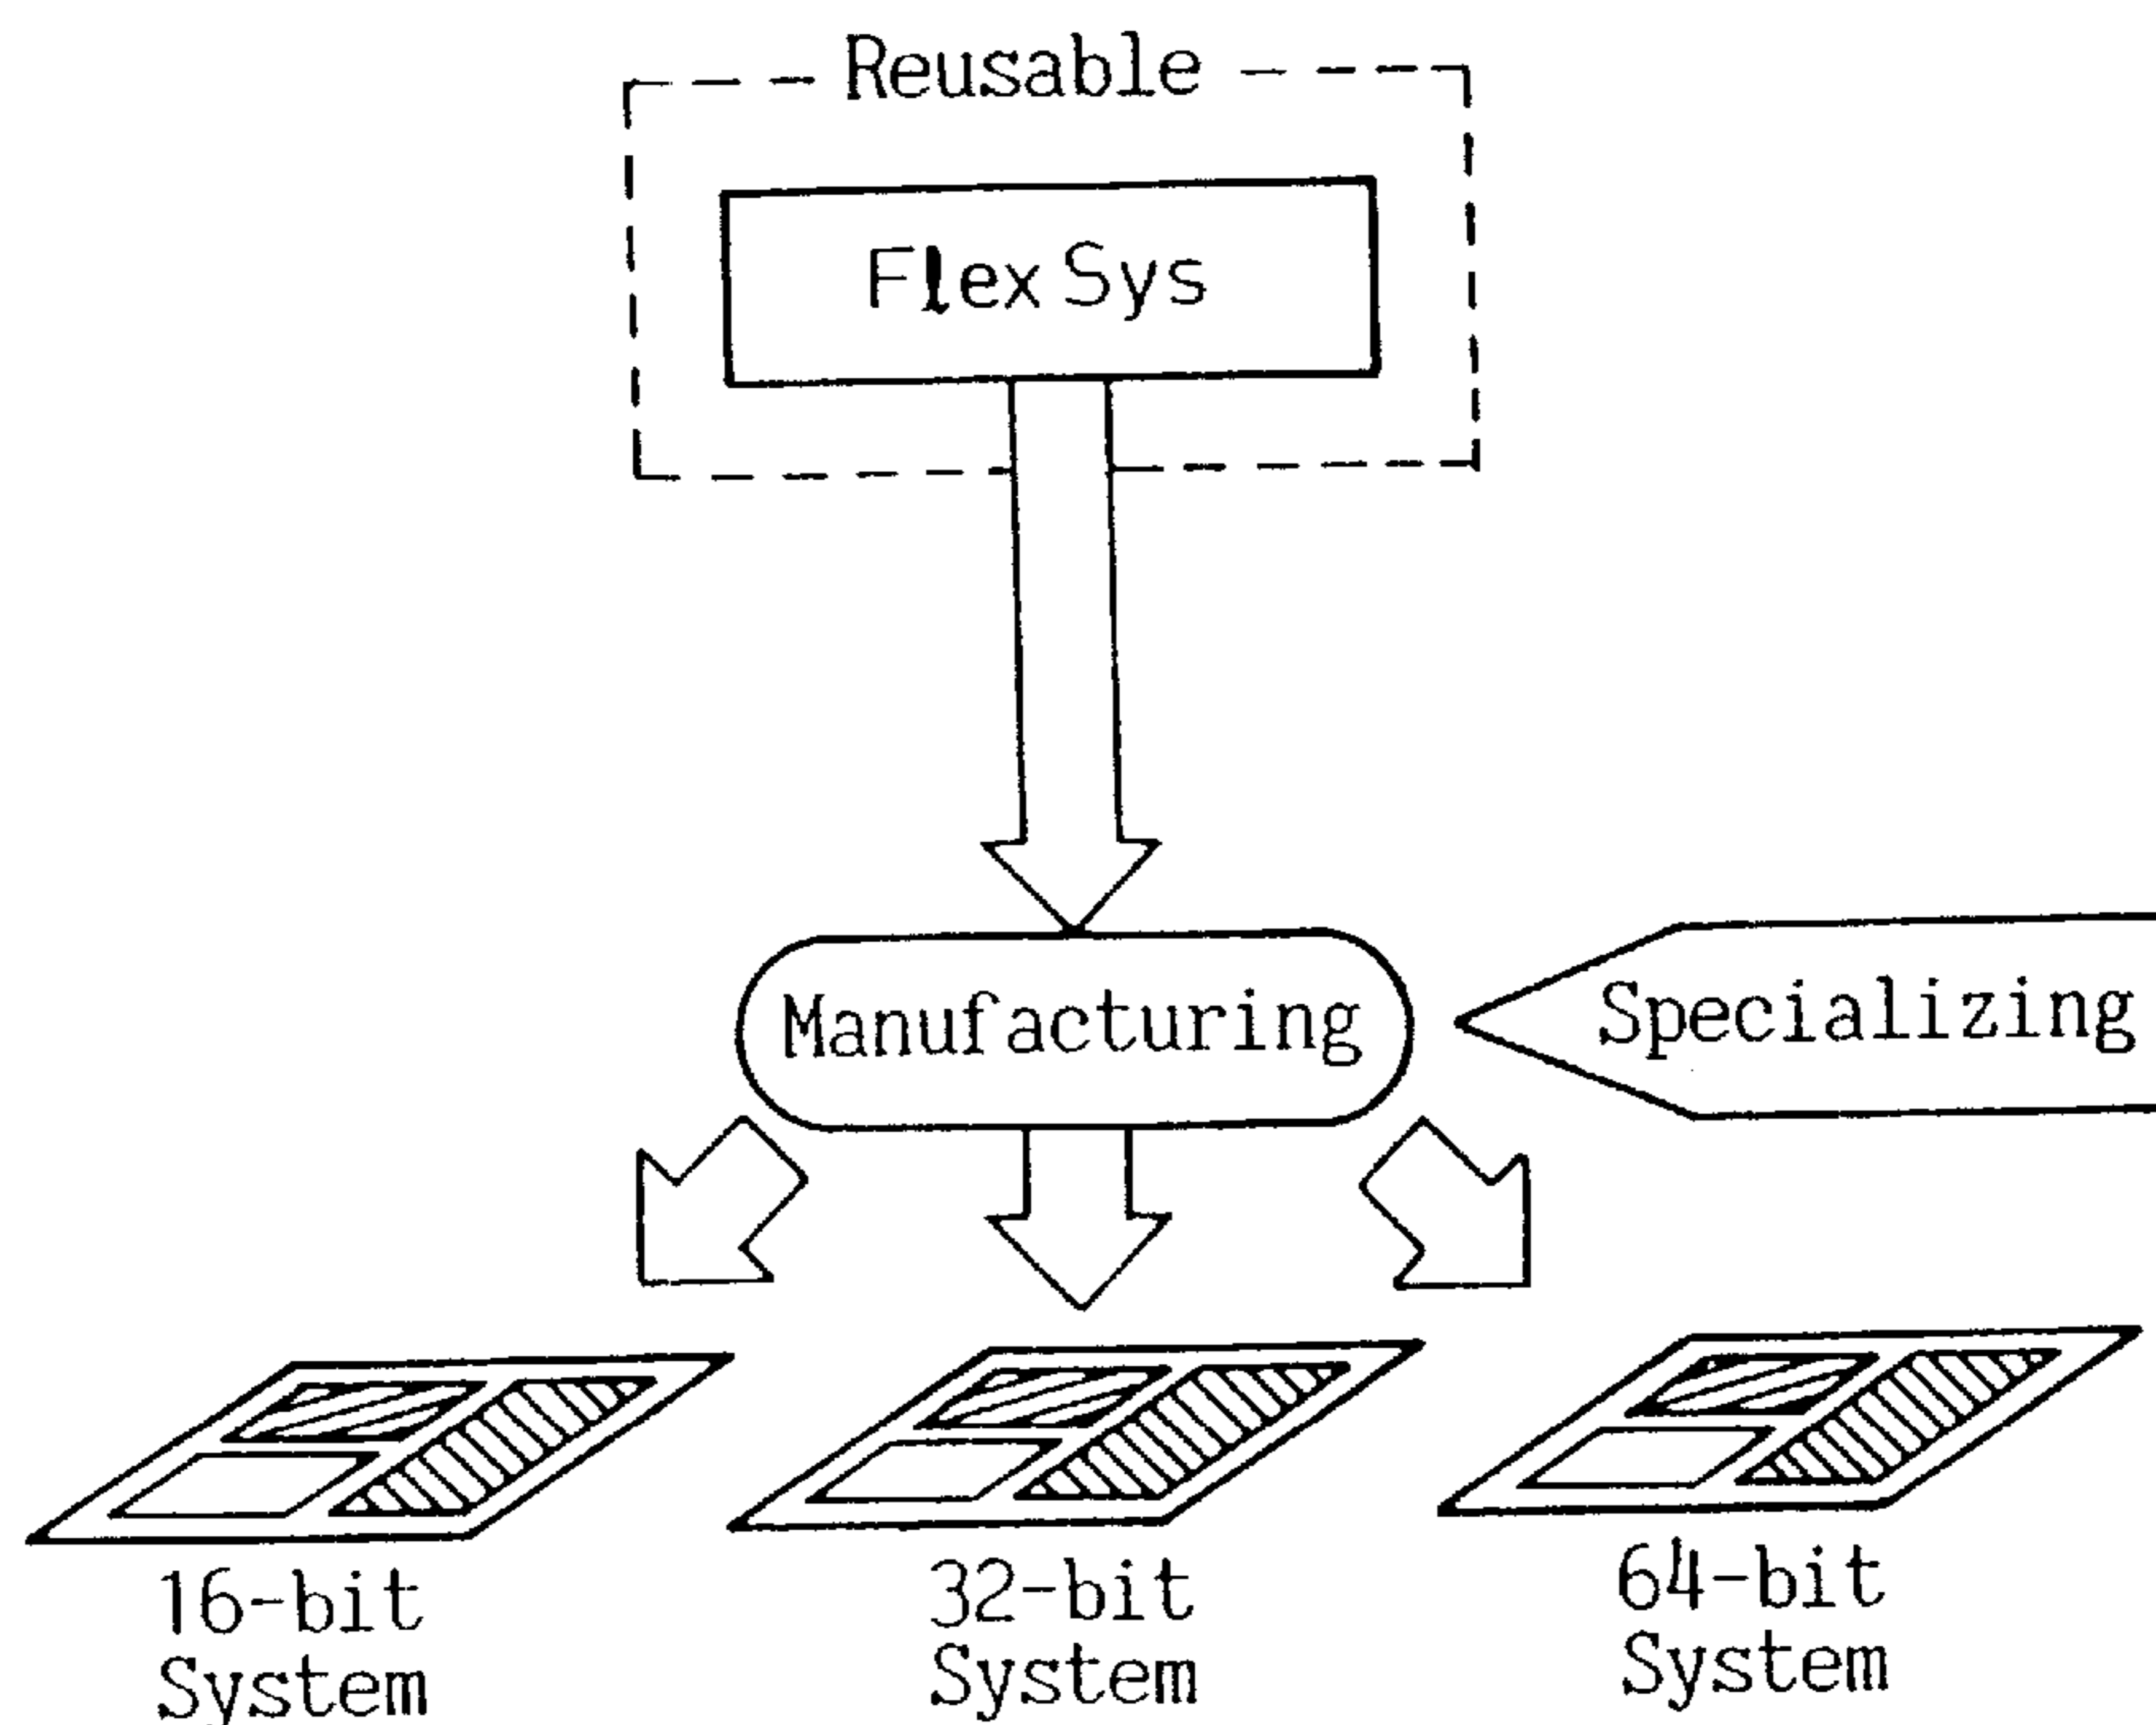 Reusable
Flex Sys
Manufacturing
Specializing
16-bit
System
32-bit
System
64-bit
System